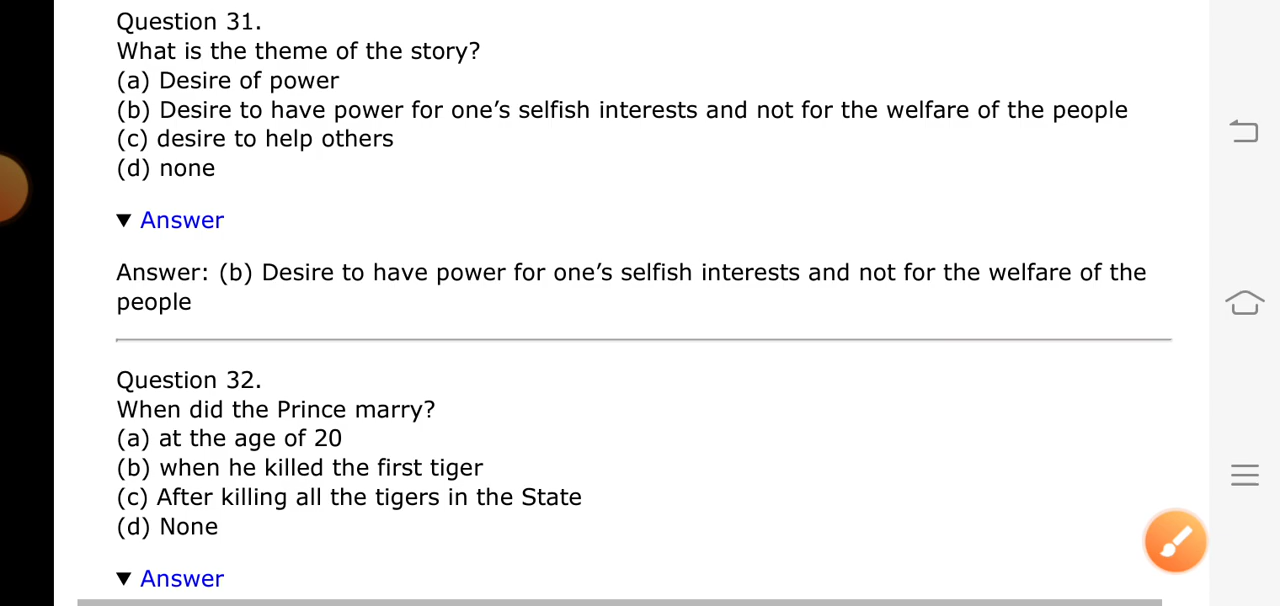 Question 31.
What is the theme of the story?
(a) Desire of power
(b) Desire to have power for one’s selfish interests and not for the welfare of the people
(c) desire to help others
(d) none
▼ Answer
Answer: (b) Desire to have power for one’s selfish interests and not for the welfare of the
people
Question 32.
When did the Prince marry?
(a) at the age of 20
(b) when he killed the first tiger
(c) After killing all the tigers in the State
(d) None
▼ Answer